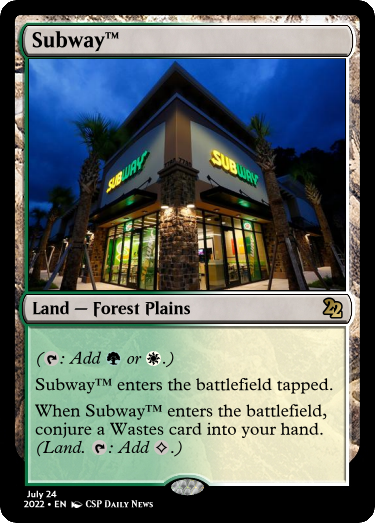 Subway™
SUBWAY
SUBWAY
Land — Forest Plains
22
(: Add or .)
Subway™ enters the battlefield tapped.
When Subway™ enters the battlefield,
conjure a Wastes card into your hand.
(Land. : Add .)
July 24
2022 • EN CSP Daily News